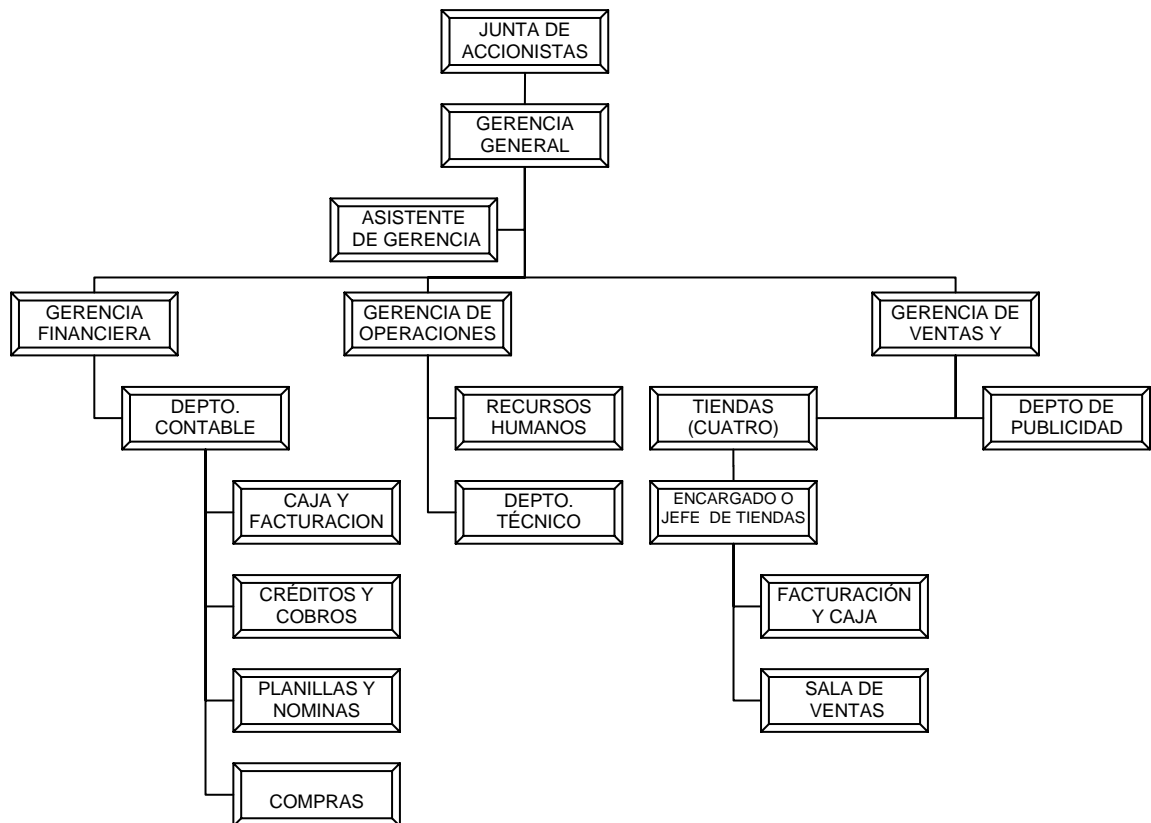 JUNTA DE
ACCIONISTAS
GERENCIA
GENERAL
ASISTENTE
DE GERENCIA
GERENCIA
FINANCIERA
GERENCIA DE
OPERACIONES
GERENCIA DE
VENTAS Y
DEPTO.
CONTABLE
RECURSOS
HUMANOS
TIENDAS
(CUATRO)
DEPTO DE
PUBLICIDAD
CAJA Y
FACTURACION
DEPTO.
TÉCNICO
ENCARGADO O
JEFE DE TIENDAS
CRÉDITOS Y
COBROS
FACTURACIÓN
Y CAJA
PLANILLAS Y
NOMINAS
SALA DE
VENTAS
COMPRAS